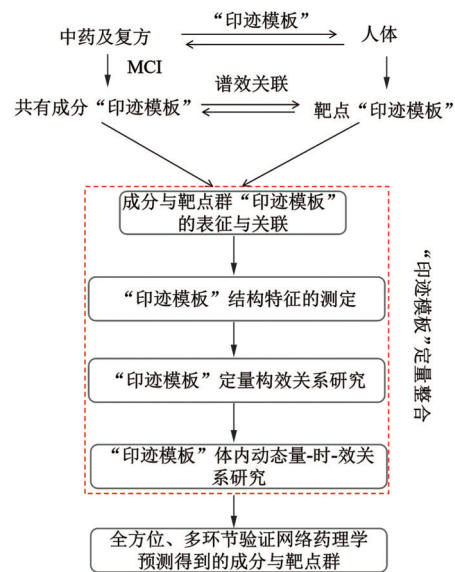 “印迹模板”
中药及复方
人体
MCI
谱效关联
共有成分“印迹模板”
靶点“印迹模板”
成分与靶点群“印迹模板”
的表征与关联
“印迹模板”结构特征的测定
“印迹模板”定量构效关系研究
“印迹模板”体内动态量-时-效关
系研究
“印迹模板”定量整合
全方位、多环节验证网络药理学
预测得到的成分与靶点群